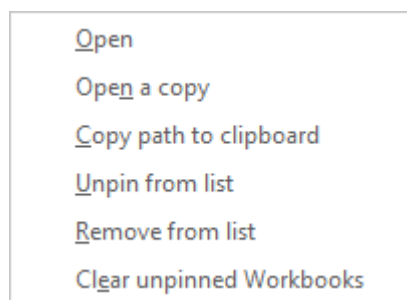 Open
Open a copy
Copy path to clipboard
Unpin from list
Remove from list
Clear unpinned Workbooks